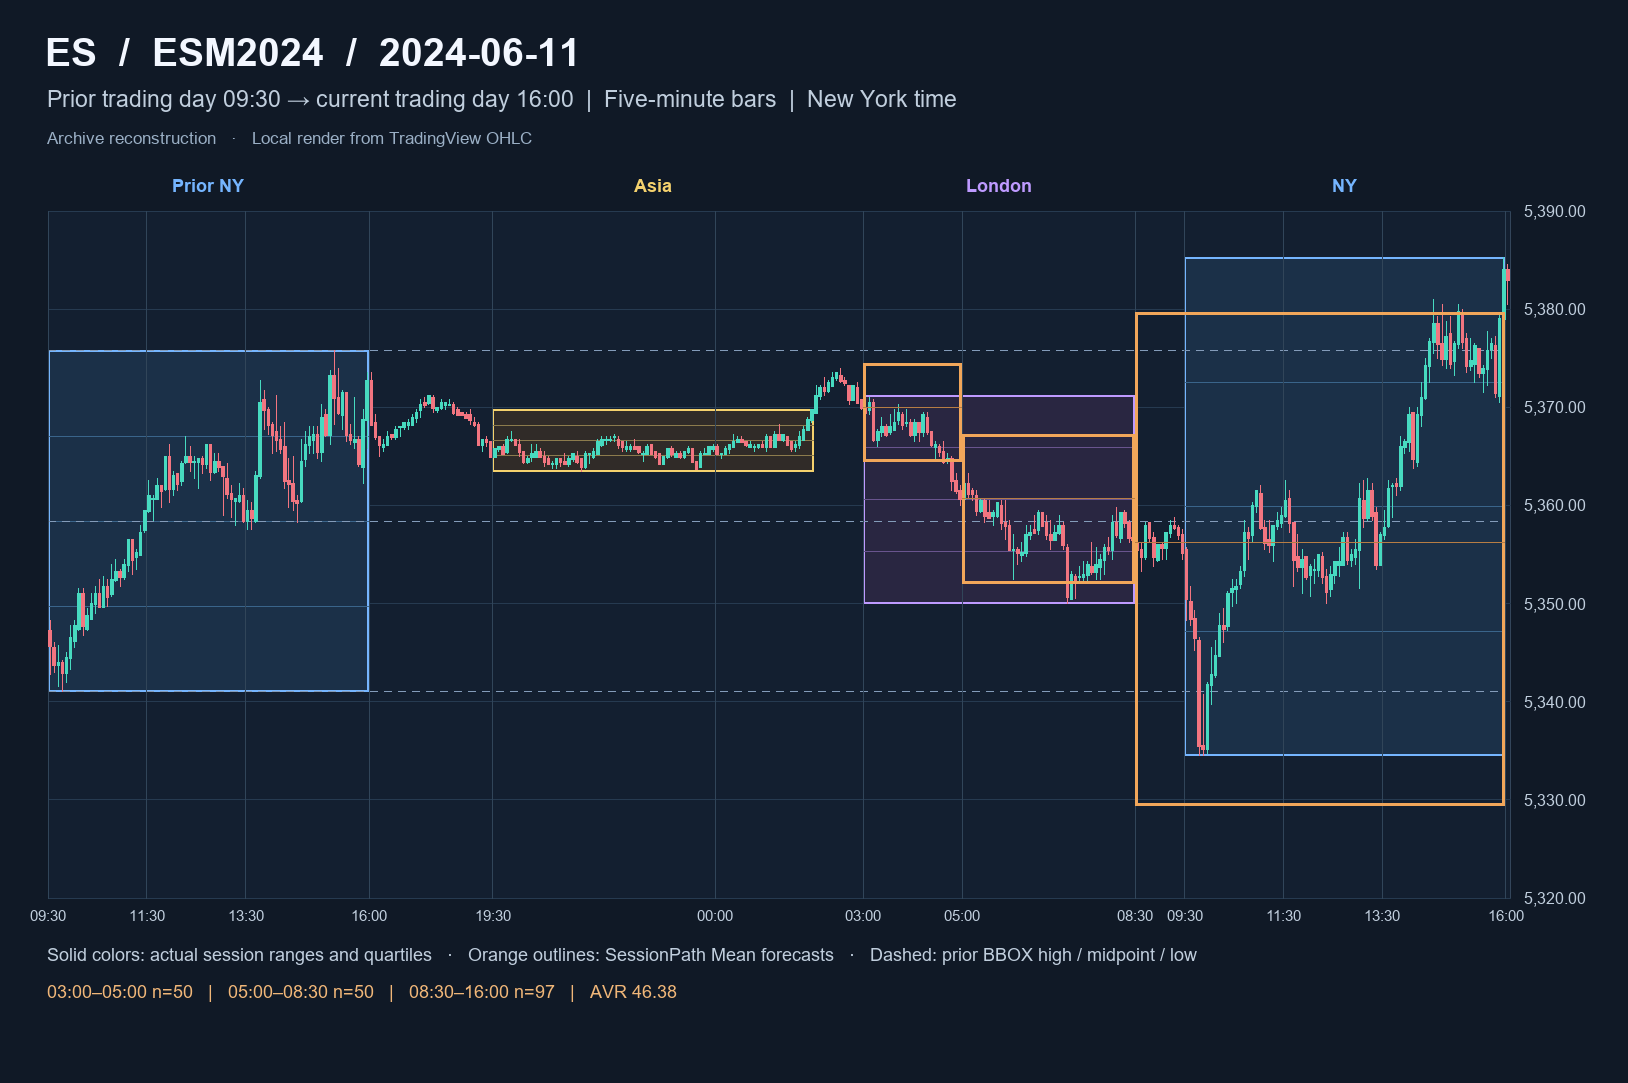 ES / ESM2024 / 2024-06-11
Prior trading day 09:30 → current trading day 16:00 | Five-minute bars | New York time
Archive reconstruction · Local render from TradingView OHLC
Prior NY Asia London NY
5,390.00
5,380.00
5,370.00
5,360.00
5,350.00
5,340.00
5,330.00
5,320.00
09:30 11:30 13:30 16:00 19:30 00:00 03:00 05:00 08:30 09:30 11:30 13:30 16:00
Solid colors: actual session ranges and quartiles · Orange outlines: SessionPath Mean forecasts · Dashed: prior BBOX high / midpoint / low
03:00–05:00 n=50 | 05:00–08:30 n=50 | 08:30–16:00 n=97 | AVR 46.38